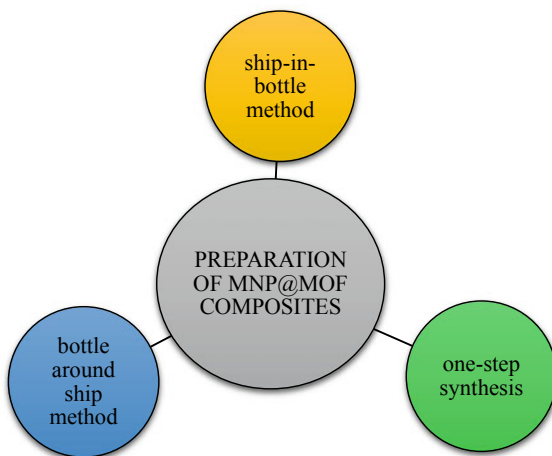 ship-in-
bottle
method
PREPARATION
OF MNP@MOF
COMPOSITES
bottle
around
ship
method
one-step
synthesis